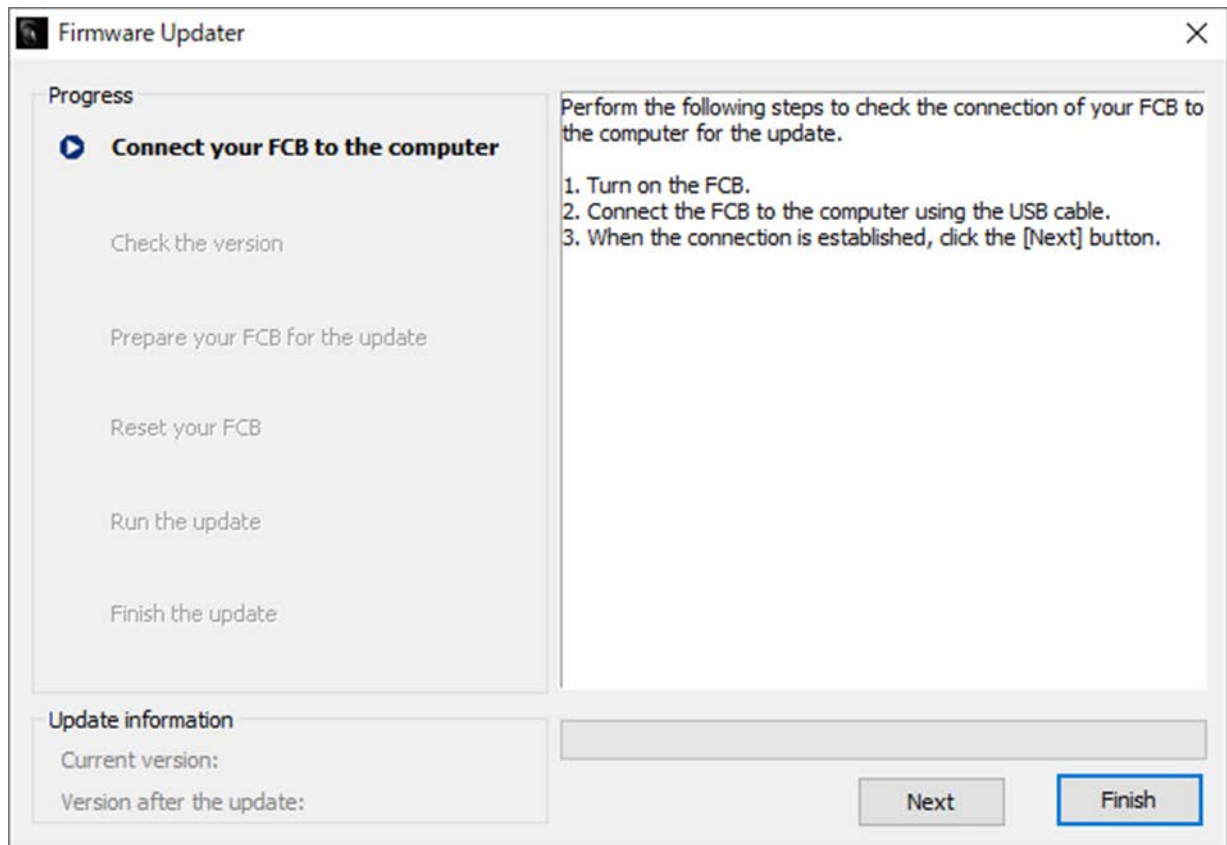 Firmware Updater
Progress
Connect your FCB to the computer
Check the version
Prepare your FCB for the update
Reset your FCB
Run the update
Finish the update
Perform the following steps to check the connection of your FCB to
the computer for the update.
1. Turn on the FCB.
2. Connect the FCB to the computer using the USB cable.
3. When the connection is established, click the [Next] button.
Update information
Current version:
Version after the update:
Next
Finish